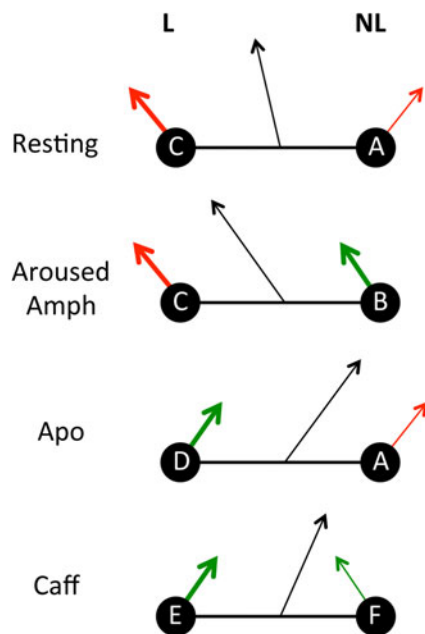 L NL
Resting
C A
Aroused
Amph
C B
Apo
D A
Caff
E F